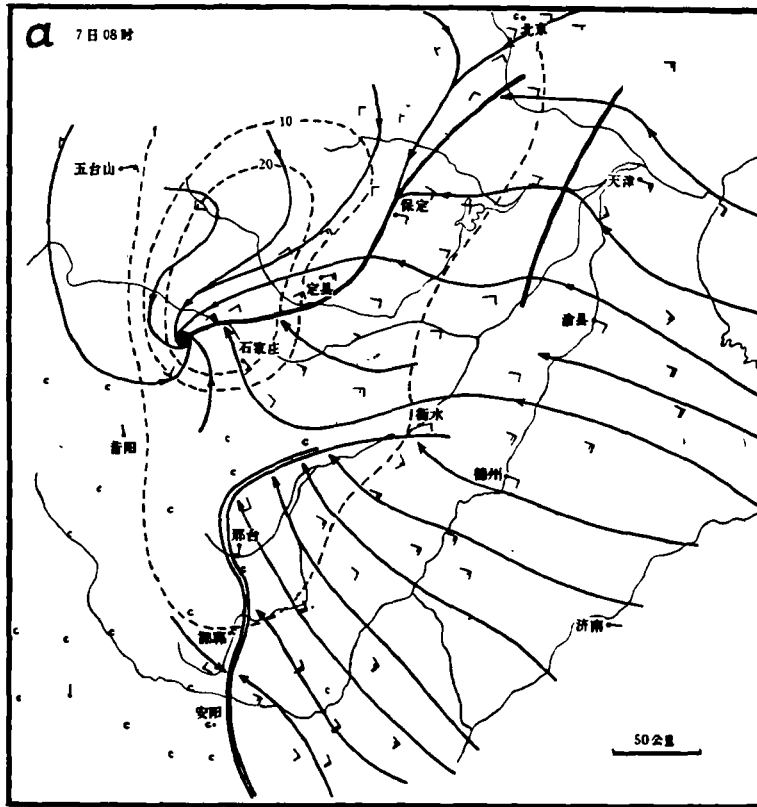 a 7日08时
北京
10
五台山
20
天津
保定
定县
沧县
石家庄
衡水
昔阳
德州
邢台
邯郸
济南
安阳
50公里